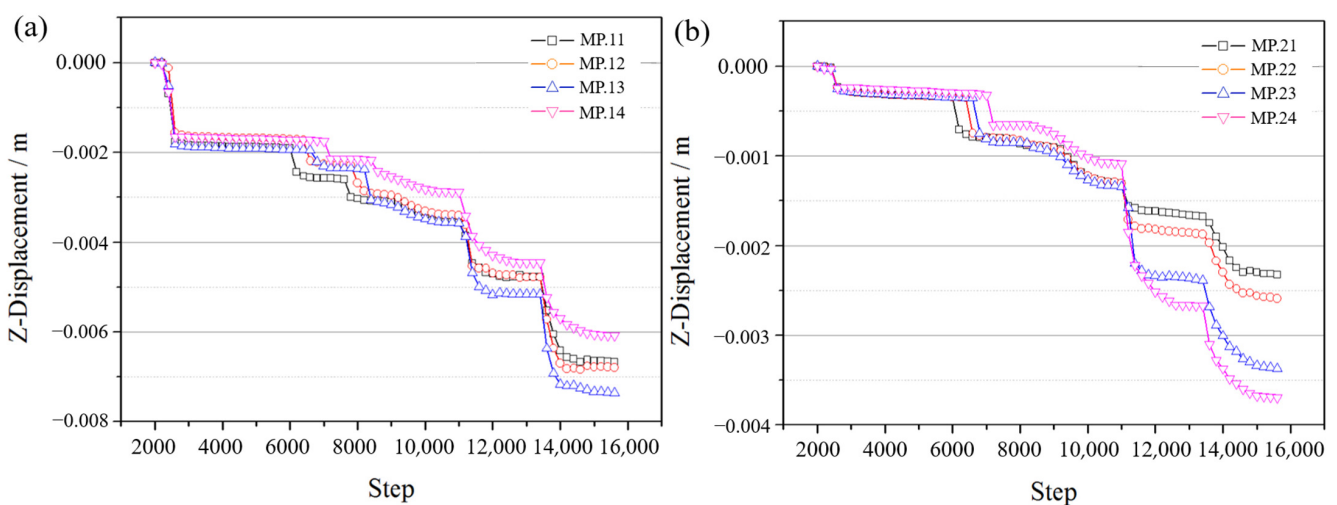 (a)
MP.11
MP.12
MP.13
MP.14
0.000
−0.002
−0.004
−0.006
−0.008
Z-Displacement / m
2000 4000 6000 8000 10,000 12,000 14,000 16,000
Step
(b)
MP.21
MP.22
MP.23
MP.24
0.000
−0.001
−0.002
−0.003
−0.004
Z-Displacement / m
2000 4000 6000 8000 10,000 12,000 14,000 16,000
Step